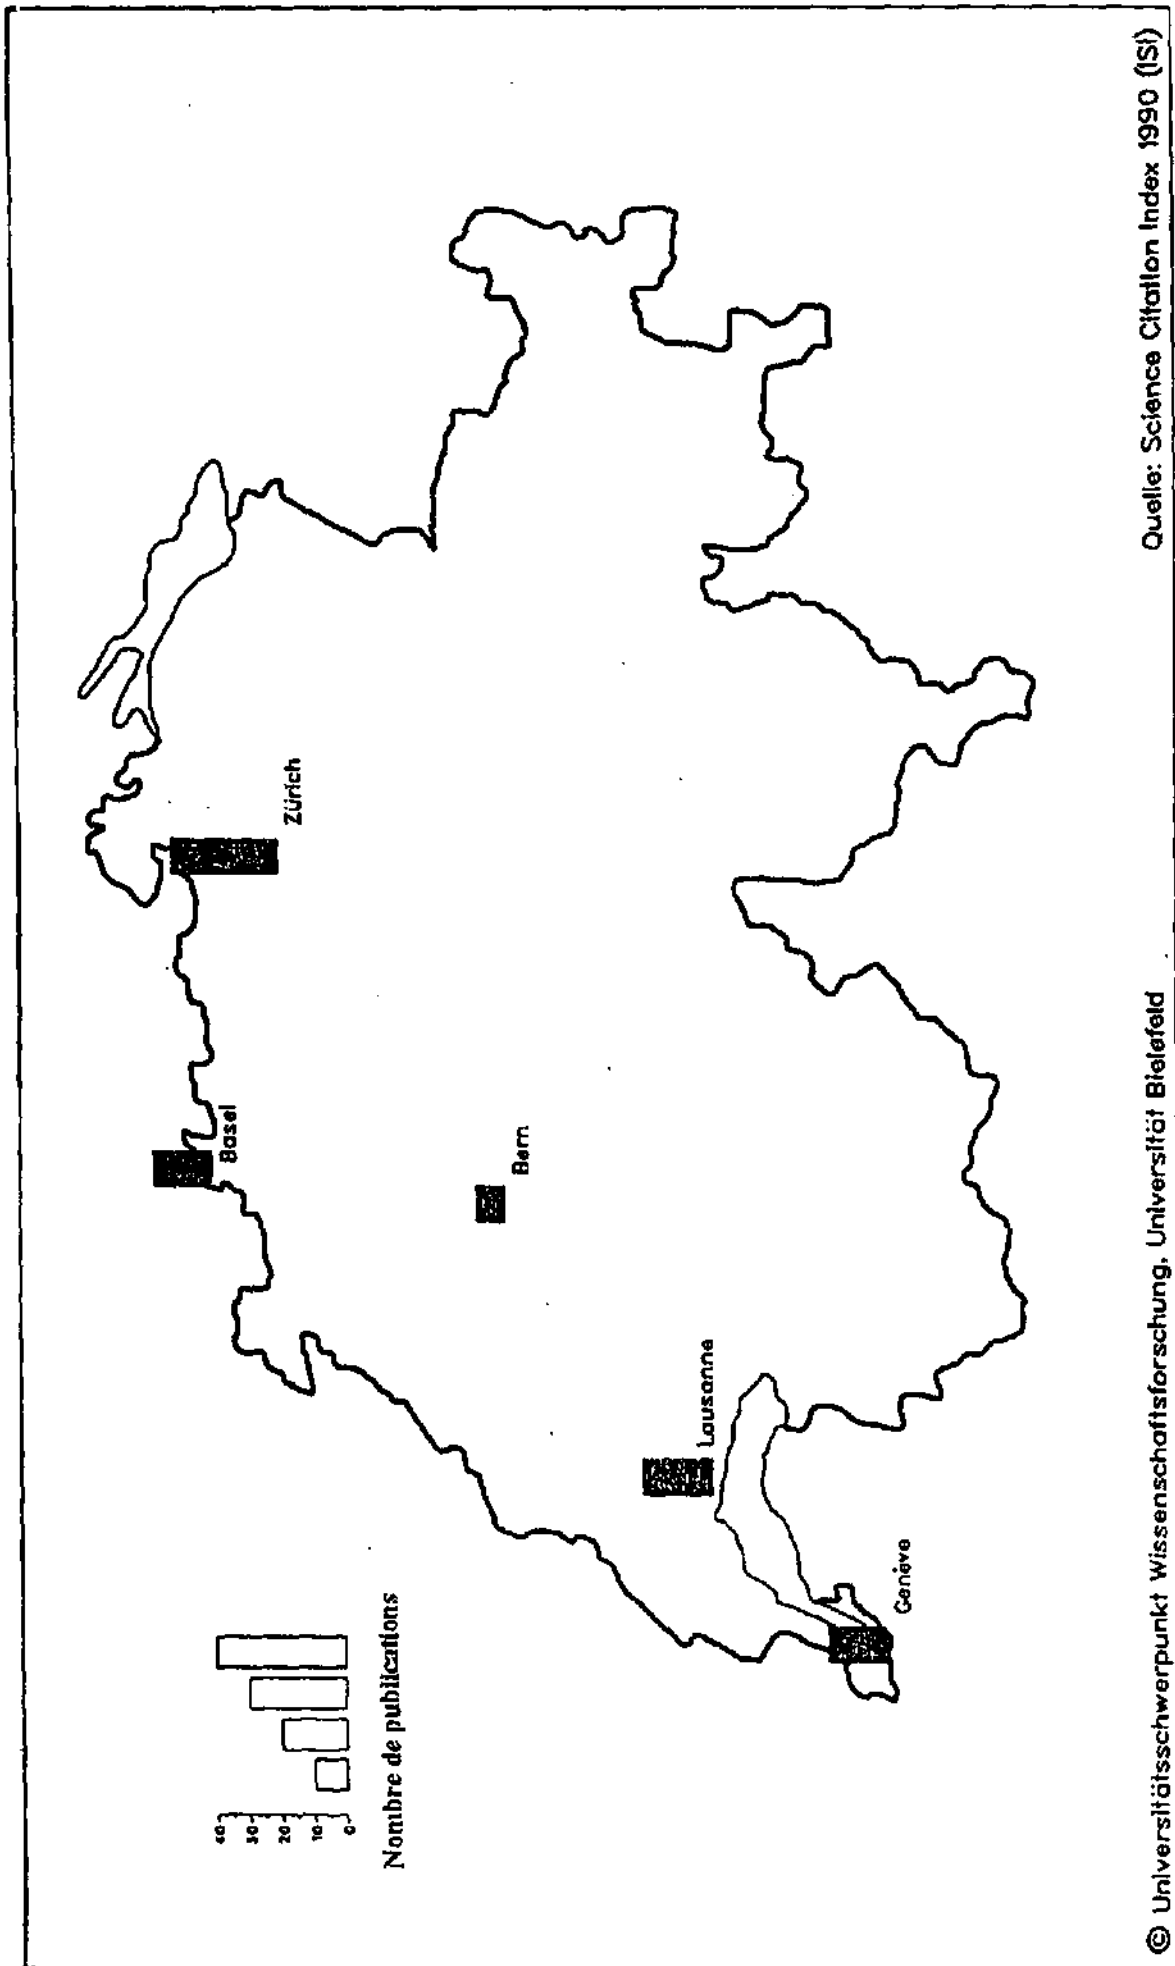 40
30
20
10
0
Nombre de publications
Basel
Zürich
Bern
Lausanne
Genève
© Universitätsschwerpunkt Wissenschaftsforschung, Universität Bielefeld
Quelle: Science Citation Index 1990 (ISI)